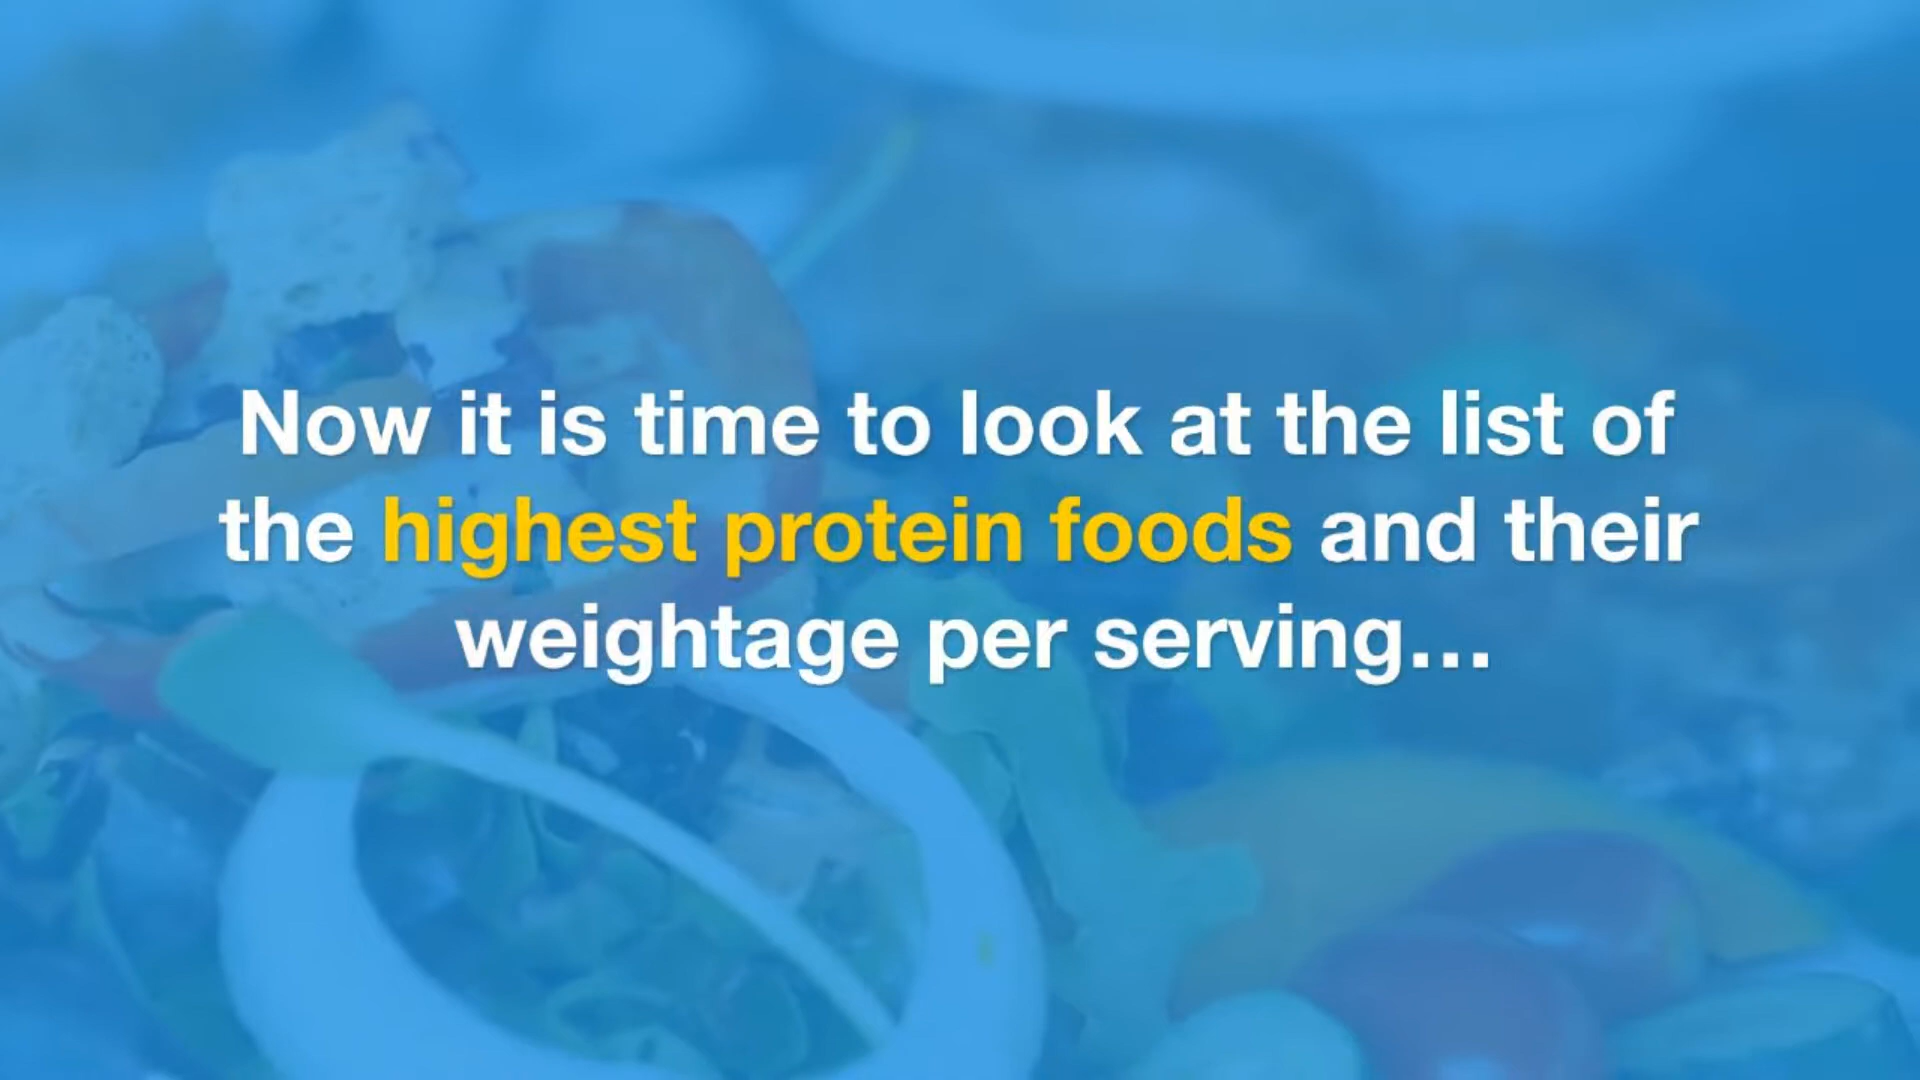 Now it is time to look at the list of
the highest protein foods and their
weightage per serving...